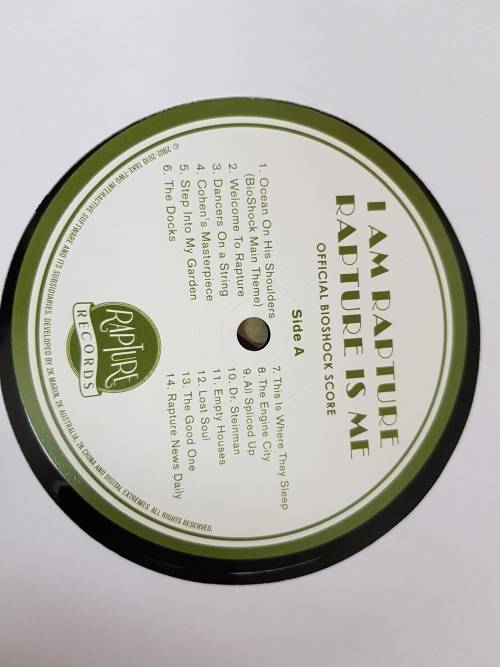 I AM RAPTURE
RAPTURE IS ME
OFFICIAL BIOSHOCK SCORE
Side A
1. Ocean On His Shoulders
(BioShock Main Theme)
2. Welcome To Rapture
3. Dancers On a String
4. Cohen's Masterpiece
5. Step Into My Garden
6. The Docks
7. This Is Where They Sleep
8. The Engine City
9. All Spliced Up
10. Dr. Steinman
11. Empty Houses
12. Lost Soul
13. The Good One
14. Rapture News Daily
RAPTURE
RECORDS
© 2002-2010 TAKE-TWO INTERACTIVE SOFTWARE AND ITS SUBSIDIARIES. DEVELOPED BY 2K MARIN, 2K AUSTRALIA, 2K CHINA AND DIGITAL EXTREMES. ALL RIGHTS RESERVED.